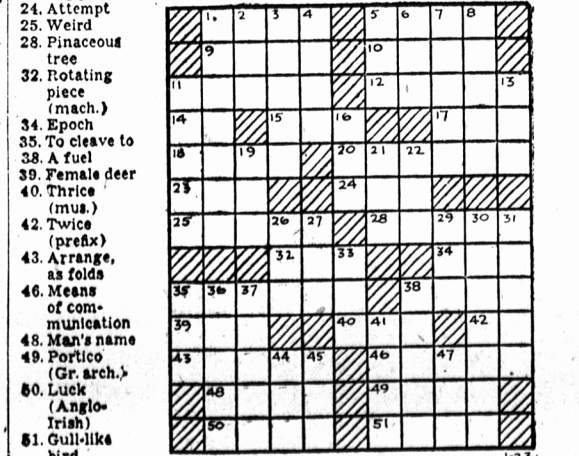 24. Attempt
25. Weird
28. Pinaceous
tree
32. Rotating
piece
(mach.)
34. Epoch
35. To cleave to
38. A fuel
39. Female deer
40. Thrice
(mus.)
42. Twice
(prefix)
43. Arrange,
as folds
46. Means
of com-
munication
48. Man's name
49. Portico
(Gr. arch.)
50. Luck
(Anglo-
Irish)
51. Gull-like
bird
1 2 3 4 5 6 7 8
9 10
11 12 13
14 15 16 17
18 19 20 21 22
23 24
25 26 27 28 29 30 31
32 33 34
35 36 37 38
39 40 41 42
43 44 45 46 47
48 49
50 51